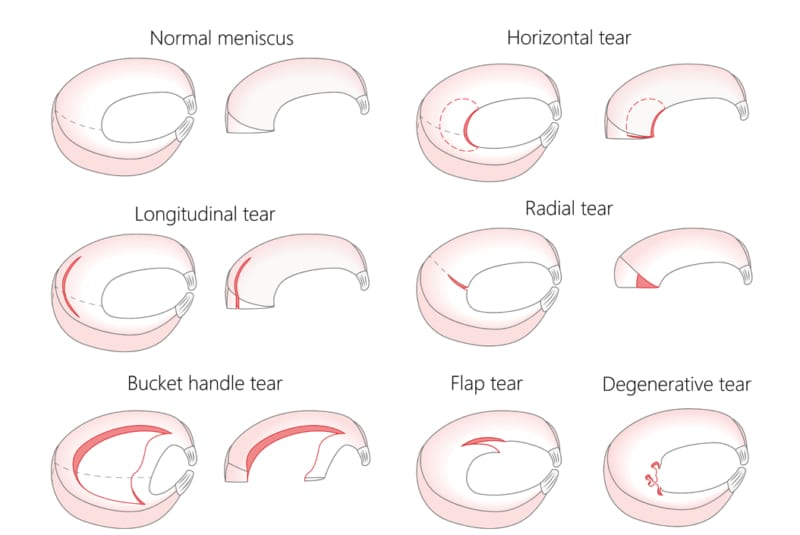 Normal meniscus
Horizontal tear
Longitudinal tear
Radial tear
Bucket handle tear
Flap tear
Degenerative tear